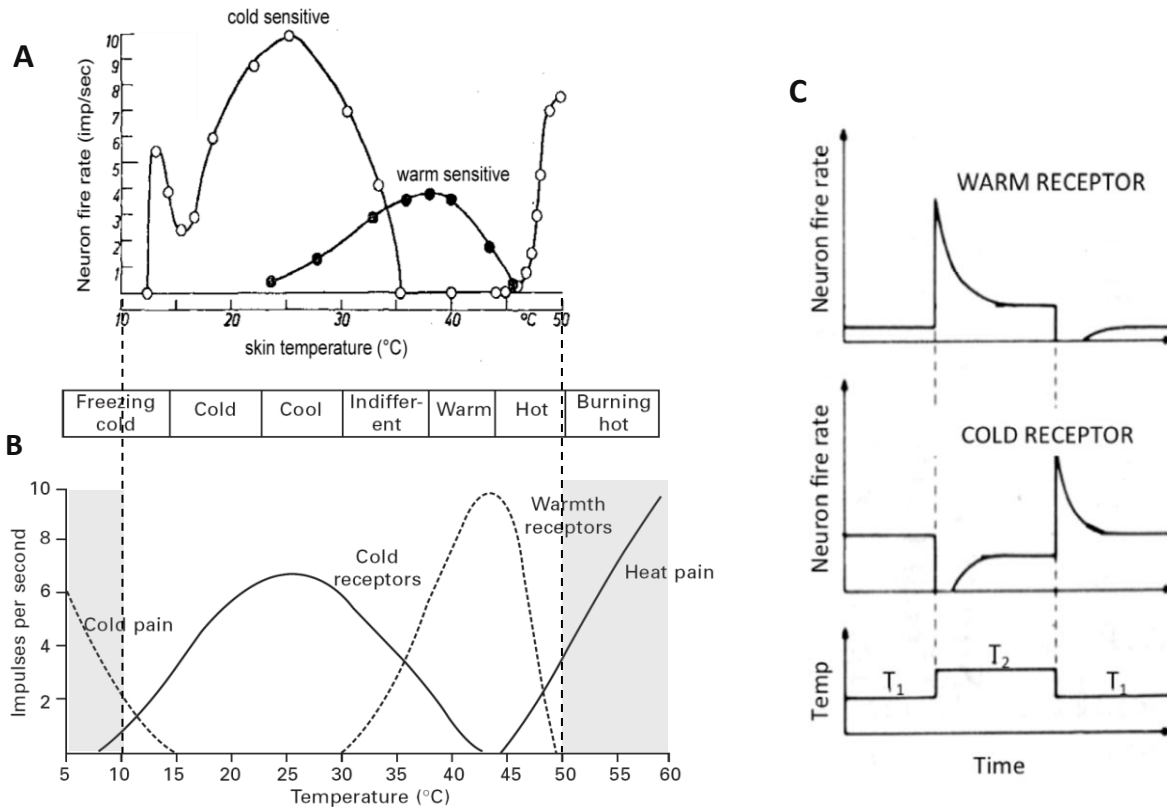 A
cold sensitive
Neuron fire rate (imp/sec)
10
9
8
7
6
5
4
3
2
1
warm sensitive
10
20
30
40
°C
50
skin temperature (°C)
Freezing cold
Cold
Cool
Indiffer-
ent
Warm
Hot
Burning
hot
B
Impulses per second
10
8
6
4
2
Cold pain
Cold
receptors
Warmth
receptors
Heat pain
5
10
15
20
25
30
35
40
45
50
55
60
Temperature (°C)
C
Neuron fire rate
WARM RECEPTOR
Neuron fire rate
COLD RECEPTOR
Temp
T₁
T₂
T₁
Time